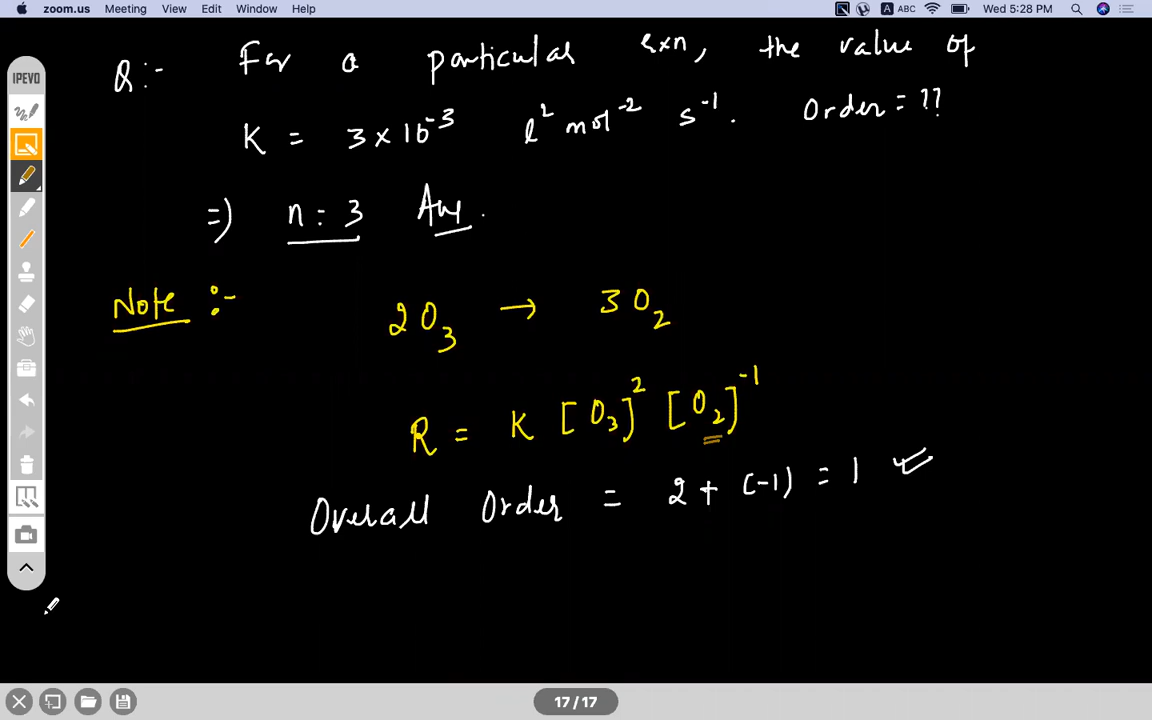 zoom.us Meeting View Edit Window Help A ABC Wed 5:28 PM
IPEVO
Q:- For a particular rxn, the value of
K = 3 × 10⁻³ l² mol⁻² s⁻¹. Order = ??
=) n = 3 Ans.
Note :- 2O₃ → 3O₂
R = K [O₃]² [O₂]⁻¹
Overall Order = 2 + (-1) = 1 ✓
17/17